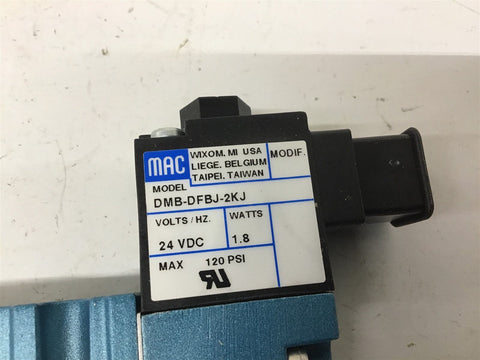 MAC
WIXOM, MI USA
LIEGE, BELGIUM
TAIPEI, TAIWAN
MODIF.
MODEL
DMB-DFBJ-2KJ
VOLTS / HZ.
WATTS
24 VDC
1.8
MAX 120 PSI